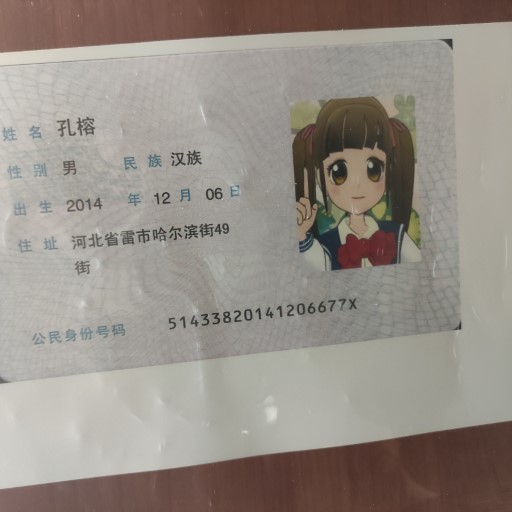 姓名 孔榕
性别 男 民族 汉族
出生 2014 年 12 月 06 日
住址 河北省雷市哈尔滨街49
街
公民身份号码 51433820141206677X